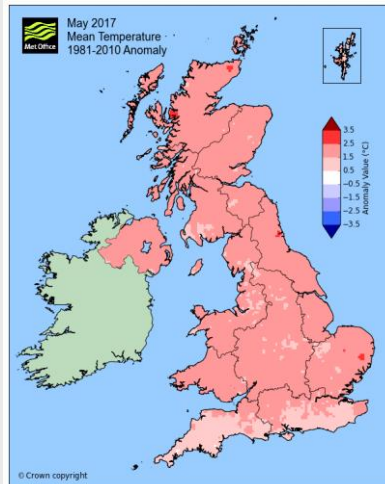 Met Office
May 2017
Mean Temperature
1981-2010 Anomaly
3.5
2.5
1.5
0.5
−0.5
−1.5
−2.5
−3.5
Anomaly Value (°C)
© Crown copyright